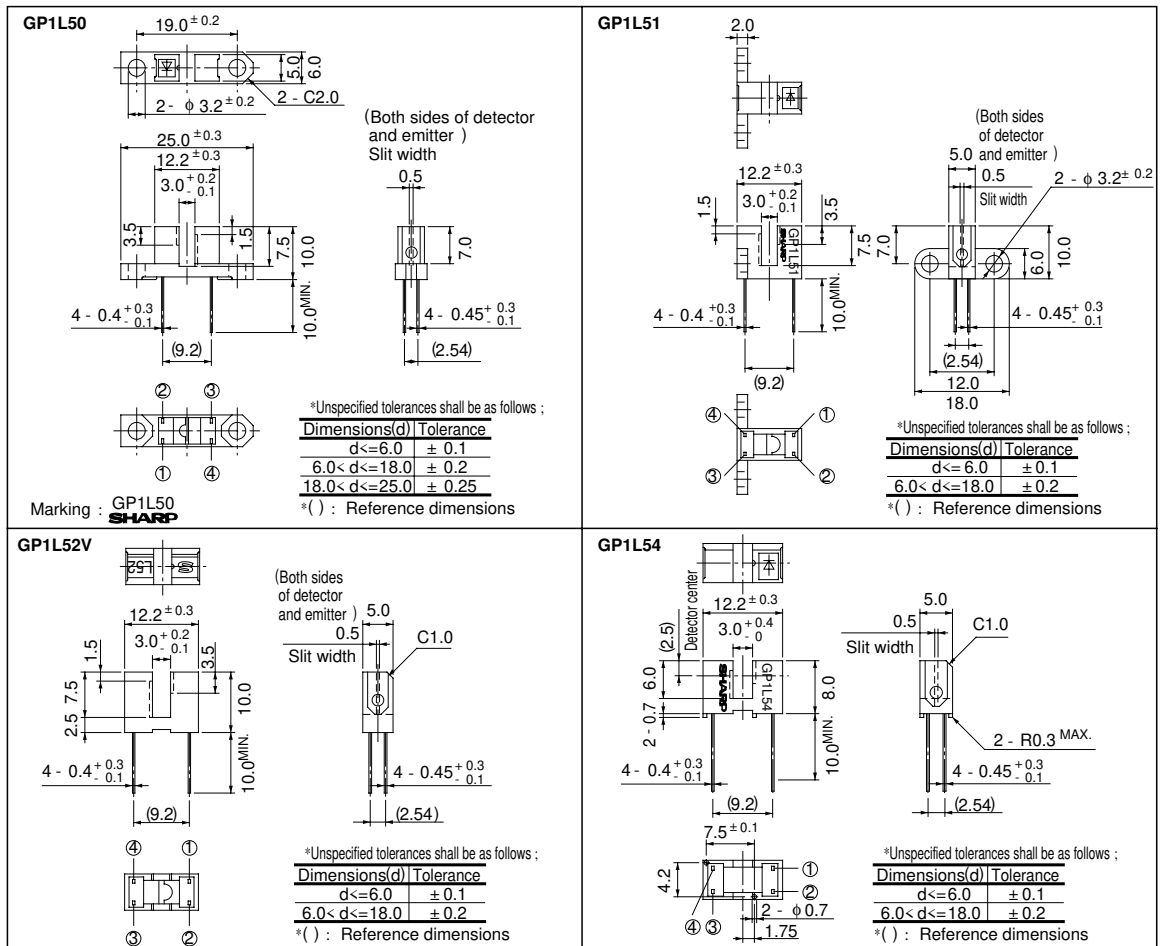 GP1L50
19.0 ± 0.2
5.0
6.0
2 - C2.0
2 - ϕ 3.2 ± 0.2
25.0 ± 0.3
12.2 ± 0.3
3.0 + 0.2 - 0.1
(Both sides of detector
and emitter )
Slit width
0.5
3.5
1.5
7.5
10.0
7.0
10.0 MIN.
4 - 0.4 + 0.3 - 0.1
4 - 0.45 + 0.3 - 0.1
(9.2)
(2.54)
② ③
① ④
*Unspecified tolerances shall be as follows ;
Dimensions(d) Tolerance
d<=6.0 ± 0.1
6.0< d<=18.0 ± 0.2
18.0< d<=25.0 ± 0.25
*( ) : Reference dimensions
Marking : GP1L50
SHARP
GP1L51
2.0
(Both sides
of detector
and emitter )
5.0
12.2 ± 0.3
0.5
Slit width
2 - ϕ 3.2 ± 0.2
3.0 + 0.2 - 0.1
1.5
3.5
7.5
7.0
10.0
6.0
GP1L51
SHARP
10.0 MIN.
4 - 0.4 + 0.3 - 0.1
4 - 0.45 + 0.3 - 0.1
(9.2)
(2.54)
12.0
18.0
④ ①
③ ②
*Unspecified tolerances shall be as follows ;
Dimensions(d) Tolerance
d<= 6.0 ± 0.1
6.0< d<=18.0 ± 0.2
*( ) : Reference dimensions
GP1L52V
L52 S
(Both sides
of detector
and emitter )
5.0
12.2 ± 0.3
3.0 + 0.2 - 0.1
0.5
Slit width
C1.0
1.5
3.5
7.5
2.5
10.0
10.0 MIN.
4 - 0.4 + 0.3 - 0.1
4 - 0.45 + 0.3 - 0.1
(9.2)
(2.54)
④ ①
③ ②
*Unspecified tolerances shall be as follows ;
Dimensions(d) Tolerance
d<=6.0 ± 0.1
6.0< d<=18.0 ± 0.2
*( ) : Reference dimensions
GP1L54
Detector center
(2.5)
12.2 ± 0.3
3.0 + 0.4 - 0
5.0
0.5
Slit width
C1.0
6.0
8.0
SHARP
GP1L54
2 - 0.7
10.0 MIN.
2 - R0.3 MAX.
4 - 0.4 + 0.3 - 0.1
4 - 0.45 + 0.3 - 0.1
(9.2)
(2.54)
7.5 ± 0.1
4.2
①
②
④ ③
2 - ϕ 0.7
1.75
*Unspecified tolerances shall be as follows ;
Dimensions(d) Tolerance
d<=6.0 ± 0.1
6.0< d<=18.0 ± 0.2
*( ) : Reference dimensions